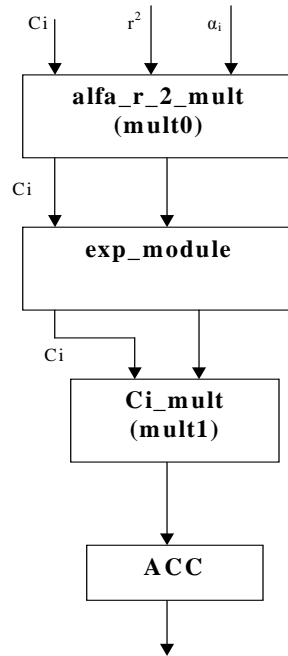 Ci r² αi
alfa_r_2_mult
(mult0)
Ci
exp_module
Ci
Ci_mult
(mult1)
ACC